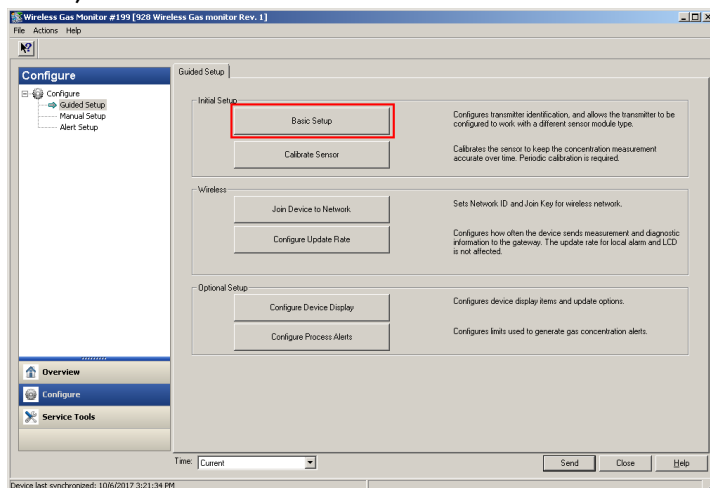 Wireless Gas Monitor #199 [928 Wireless Gas monitor Rev. 1]
File Actions Help
Configure
Configure
Guided Setup
Manual Setup
Alert Setup
Overview
Configure
Service Tools
Guided Setup
Initial Setup
Basic Setup
Configures transmitter identification, and allows the transmitter to be
configured to work with a different sensor module type.
Calibrate Sensor
Calibrates the sensor to keep the concentration measurement
accurate over time. Periodic calibration is required.
Wireless
Join Device to Network
Sets Network ID and Join Key for wireless network.
Configure Update Rate
Configures how often the device sends measurement and diagnostic
information to the gateway. The update rate for local alarm and LCD
is not affected.
Optional Setup
Configure Device Display
Configures device display items and update options.
Configure Process Alerts
Configures limits used to generate gas concentration alerts.
Time: Current
Send Close Help
Device last synchronized: 10/6/2017 3:21:34 PM